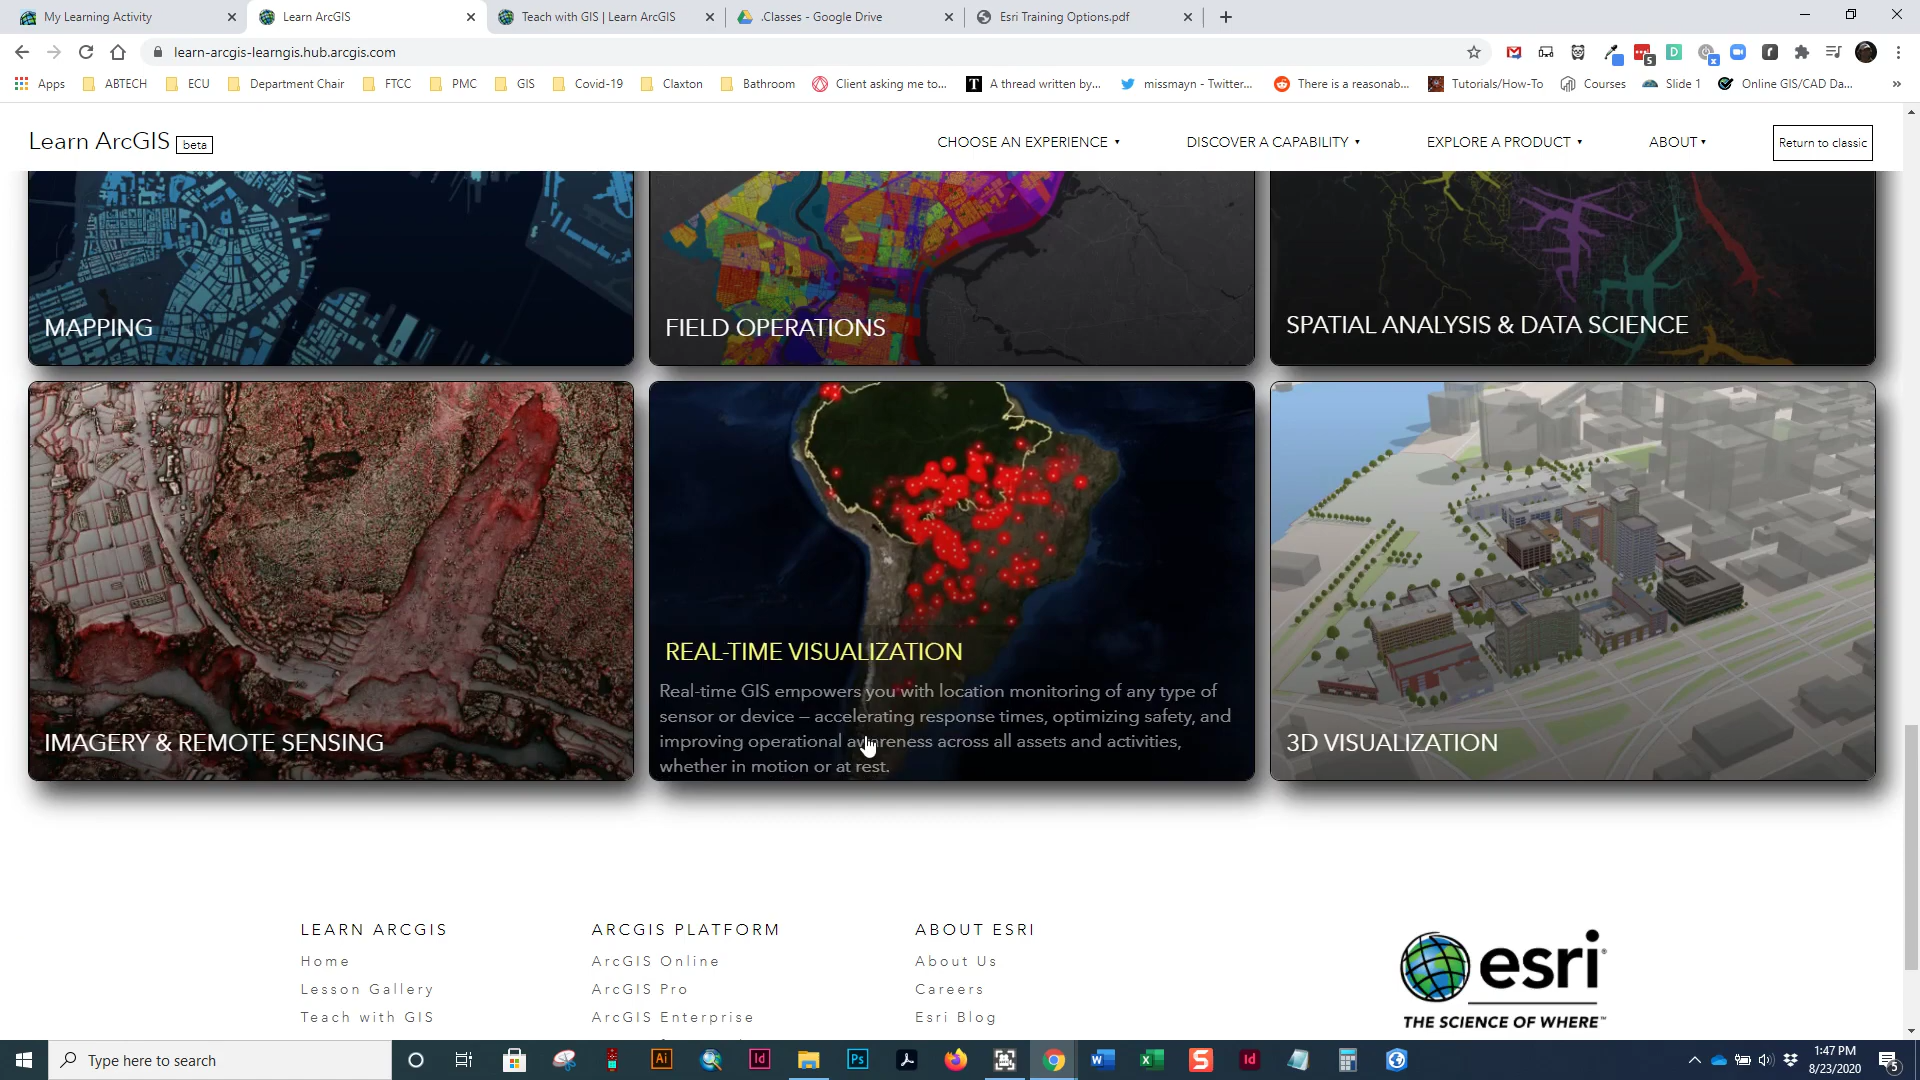 My Learning Activity
Learn ArcGIS
Teach with GIS | Learn ArcGIS
.Classes - Google Drive
Esri Training Options.pdf
learn-arcgis-learngis.hub.arcgis.com
Apps
ABTECH
ECU
Department Chair
FTCC
PMC
GIS
Covid-19
Claxton
Bathroom
Client asking me to...
A thread written by...
missmayn - Twitter...
There is a reasonab...
Tutorials/How-To
Courses
Slide 1
Online GIS/CAD Da...
Learn ArcGIS beta
CHOOSE AN EXPERIENCE
DISCOVER A CAPABILITY
EXPLORE A PRODUCT
ABOUT
Return to classic
MAPPING
FIELD OPERATIONS
SPATIAL ANALYSIS & DATA SCIENCE
IMAGERY & REMOTE SENSING
REAL-TIME VISUALIZATION
Real-time GIS empowers you with location monitoring of any type of
sensor or device – accelerating response times, optimizing safety, and
improving operational awareness across all assets and activities,
whether in motion or at rest.
3D VISUALIZATION
LEARN ARCGIS
Home
Lesson Gallery
Teach with GIS
ARCGIS PLATFORM
ArcGIS Online
ArcGIS Pro
ArcGIS Enterprise
ABOUT ESRI
About Us
Careers
Esri Blog
esri
THE SCIENCE OF WHERE™
Type here to search
1:47 PM
8/23/2020
5